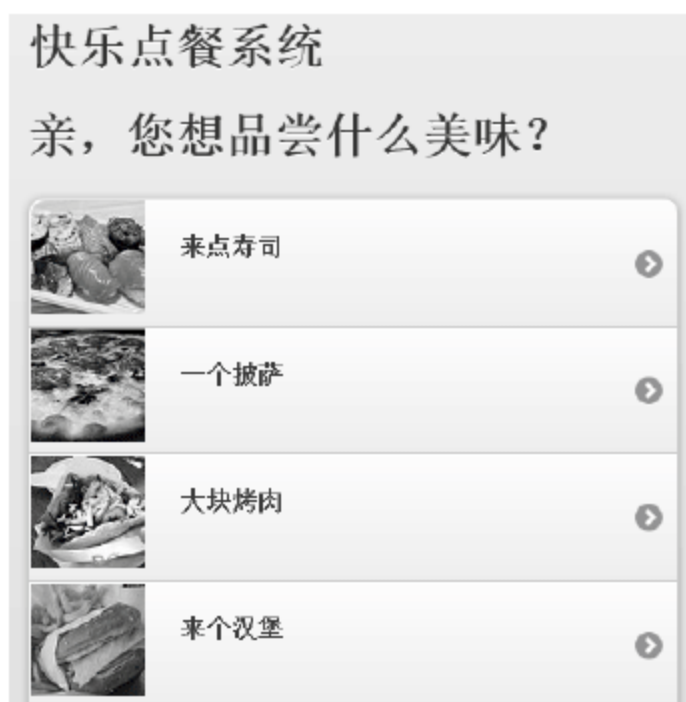 快乐点餐系统
亲，您想品尝什么美味？
来点寿司
一个披萨
大块烤肉
来个汉堡